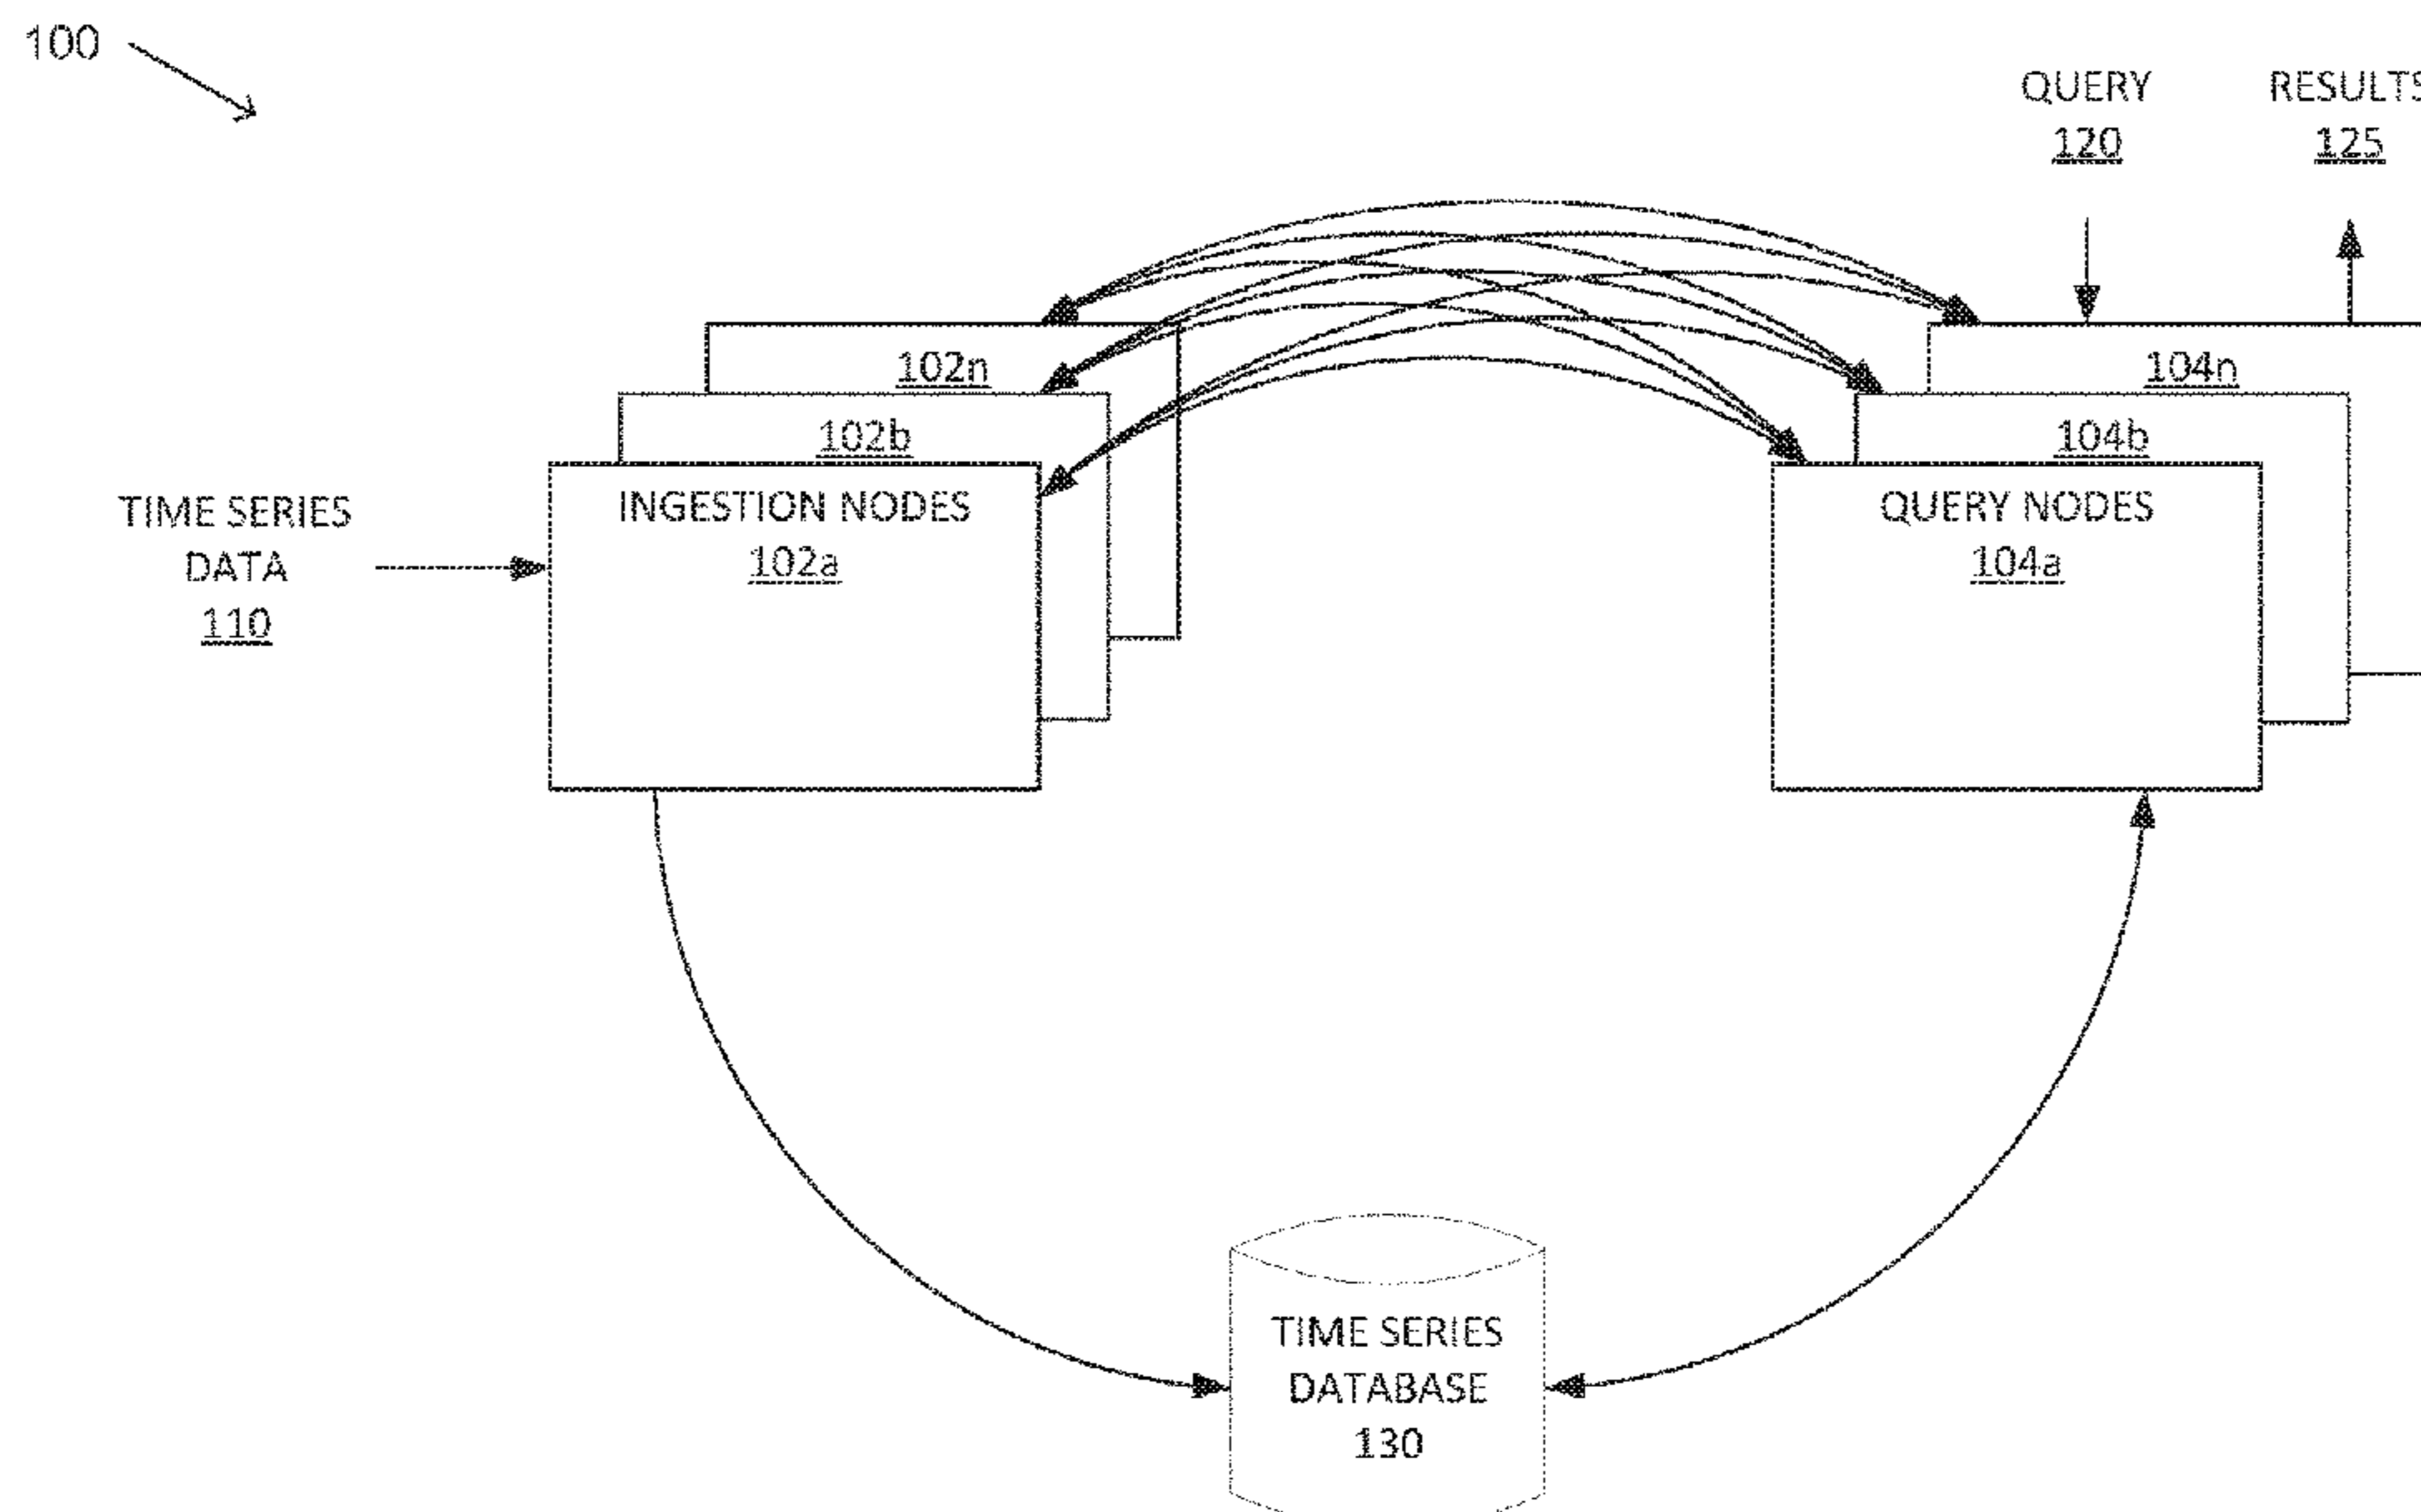 100
QUERY
120
RESULTS
125
102n
102b
INGESTION NODES
102a
TIME SERIES
DATA
110
104n
104b
QUERY NODES
104a
TIME SERIES
DATABASE
130